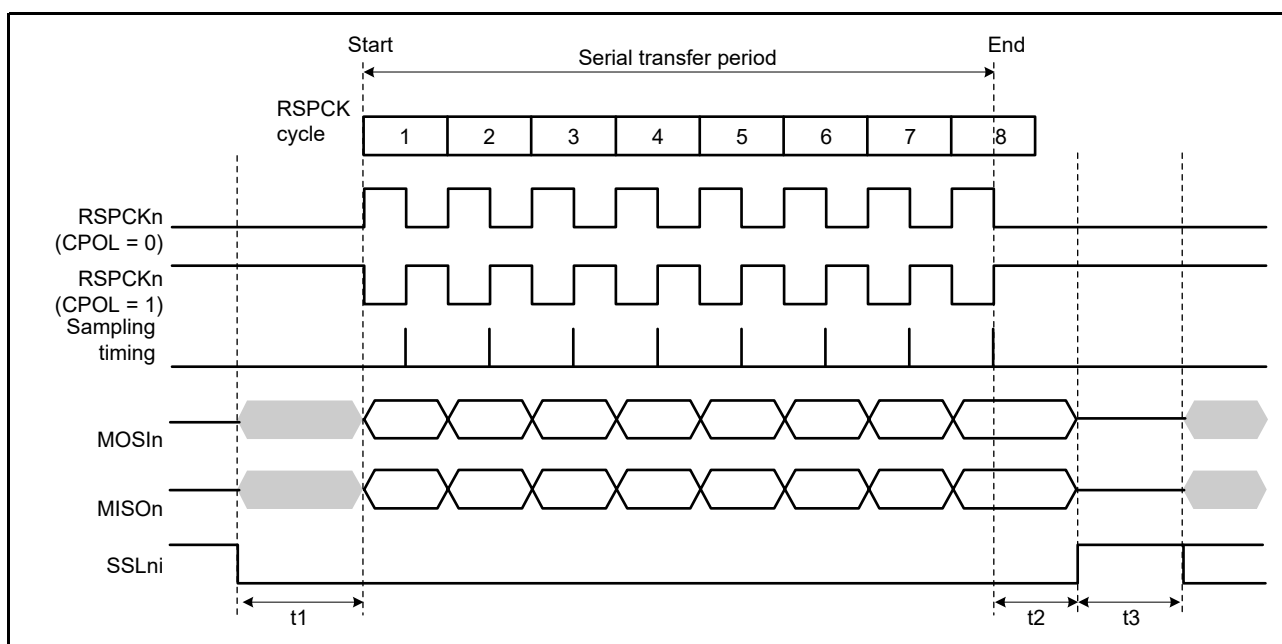 Start
End
Serial transfer period
RSPCK
cycle
1 2 3 4 5 6 7 8
RSPCKn
(CPOL = 0)
RSPCKn
(CPOL = 1)
Sampling
timing
MOSIn
MISOn
SSLni
t1
t2
t3